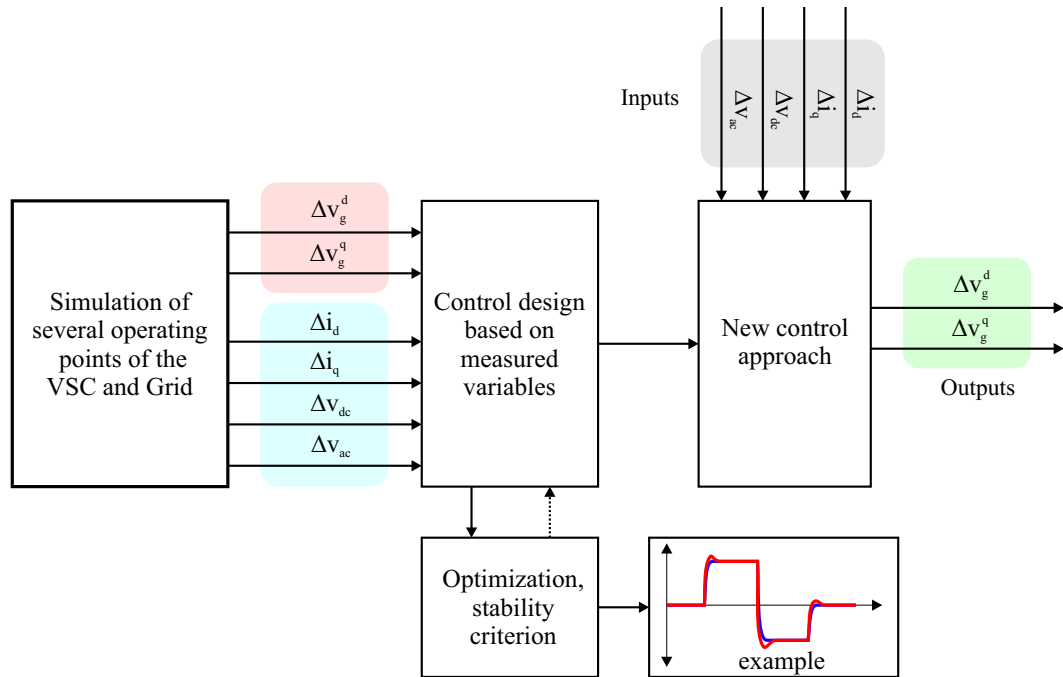 Inputs
Δv_ac
Δv_dc
Δi_q
Δi_d
Simulation of
several operating
points of the
VSC and Grid
Δv_g^d
Δv_g^q
Δi_d
Δi_q
Δv_dc
Δv_ac
Control design
based on
measured
variables
New control
approach
Δv_g^d
Δv_g^q
Outputs
Optimization,
stability
criterion
example